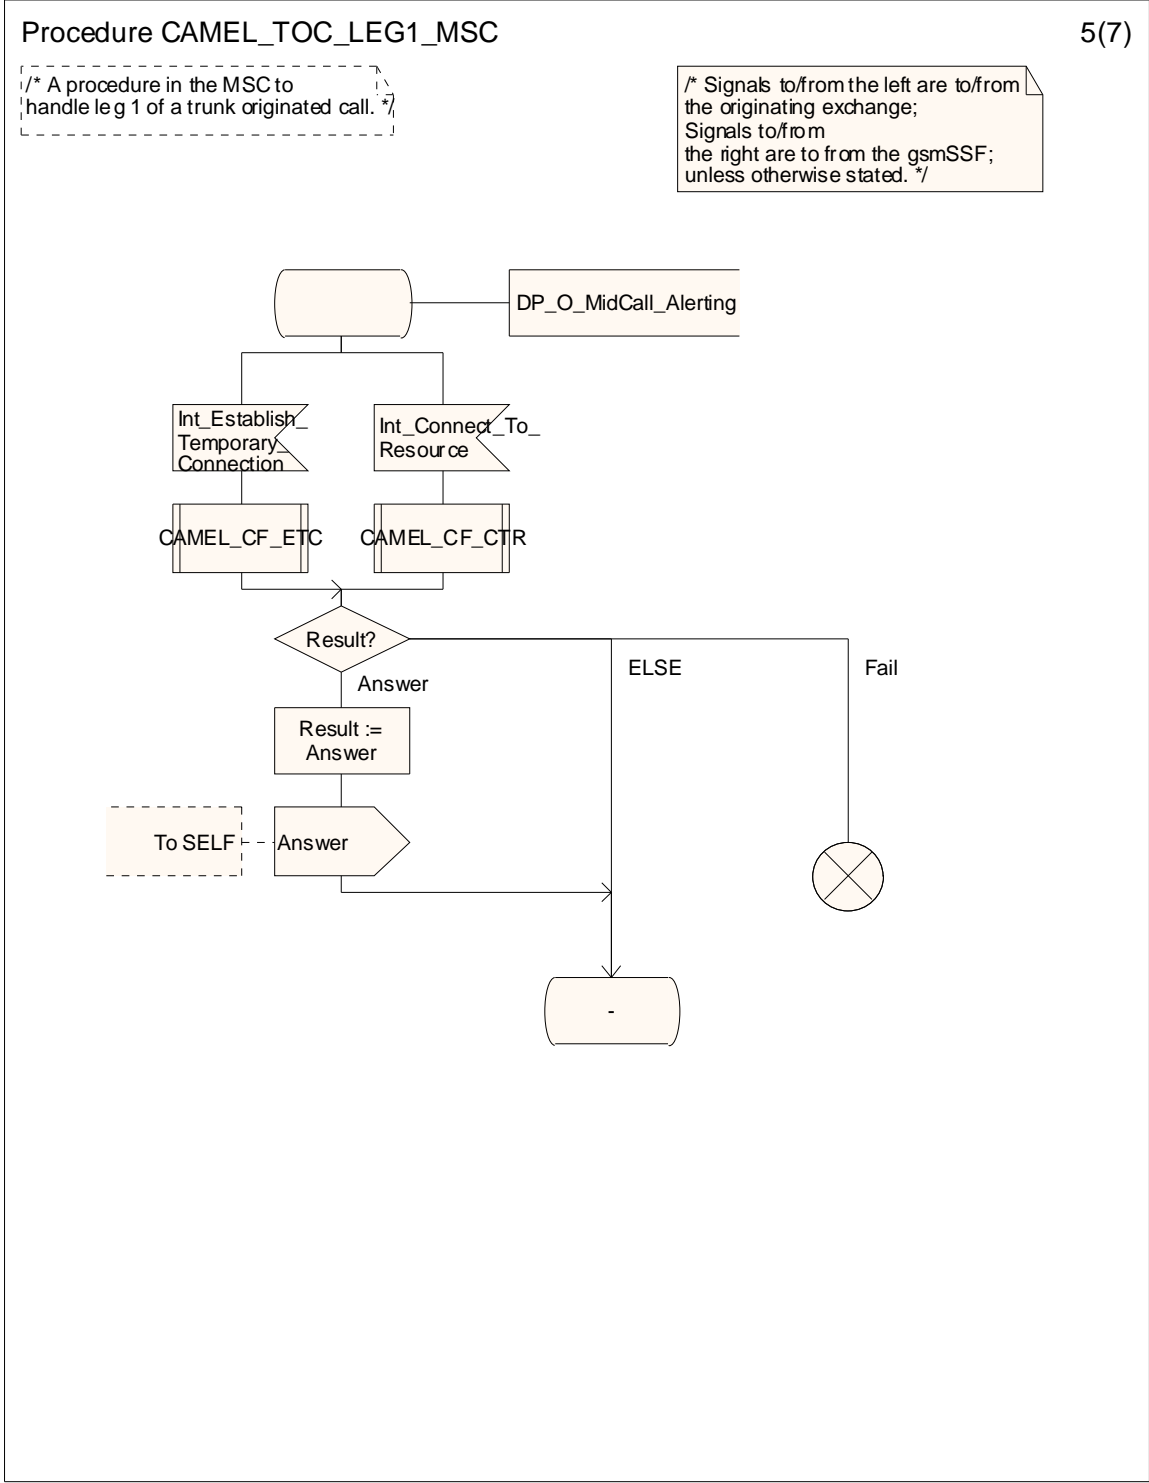 Procedure CAMEL_TOC_LEG1_MSC
5(7)
/* A procedure in the MSC to
handle leg 1 of a trunk originated call. */
/* Signals to/from the left are to/from
the originating exchange;
Signals to/from
the right are to from the gsmSSF;
unless otherwise stated. */
DP_O_MidCall_Alerting
Int_Establish_
Temporary_
Connection
Int_Connect_To_
Resource
CAMEL_CF_ETC
CAMEL_CF_CTR
Result?
ELSE
Fail
Answer
Result :=
Answer
To SELF
Answer
-